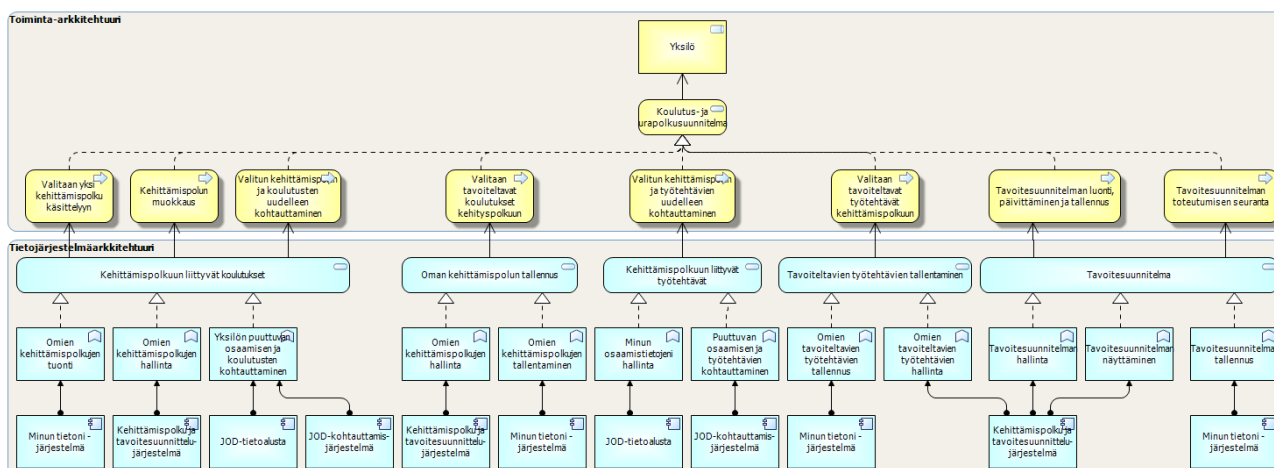 Toiminta-arkkitehtuuri
Yksilö
Koulutus- ja
urapolkusuunnitelma
Valitaan yksi
kehittämispolku
käsittelyyn
Kehittämispolun
muokkaus
Valitun kehittämispolun
ja koulutusten
uudelleen
kohtauttaminen
Valitaan
tavoiteltavat
koulutukset
kehityspolkuun
Valitun kehittämispolun
ja työtehtävien
uudelleen
kohtauttaminen
Valitaan
tavoiteltavat
työtehtävät
kehittämispolkuun
Tavoitesuunnitelman luonti,
päivittäminen ja tallennus
Tavoitesuunnitelman
toteutumisen seuranta
Tietojärjestelmäarkkitehtuuri
Kehittämispolkuun liittyvät koulutukset
Oman kehittämispolun tallennus
Kehittämispolkuun liittyvät
työtehtävät
Tavoiteltavien työtehtävien tallentaminen
Tavoitesuunnitelma
Omien
kehittämispolkujen
tuonti
Omien
kehittämispolkujen
hallinta
Yksilön puuttuvan
osaamisen ja
koulutusten
kohtauttaminen
Omien
kehittämispolkujen
hallinta
Omien
kehittämispolkujen
tallentaminen
Minun
osaamistietojeni
hallinta
Puuttuvan
osaamisen ja
työtehtävien
kohtauttaminen
Omien
tavoiteltavien
työtehtävien
tallennus
Omien
tavoiteltavien
työtehtävien
hallinta
Tavoitesuunnitelman
hallinta
Tavoitesuunnitelman
näyttäminen
Tavoitesuunnitelman
tallennus
Minun tietoni -
järjestelmä
Kehittämispolku ja
tavoitesuunnittelu-
järjestelmä
JOD-tietoalusta
JOD-kohtauttamis-
järjestelmä
Kehittämispolku ja
tavoitesuunnittelu-
järjestelmä
Minun tietoni -
järjestelmä
JOD-tietoalusta
JOD-kohtauttamis-
järjestelmä
Minun tietoni -
järjestelmä
Kehittämispolku ja
tavoitesuunnittelu-
järjestelmä
Minun tietoni -
järjestelmä